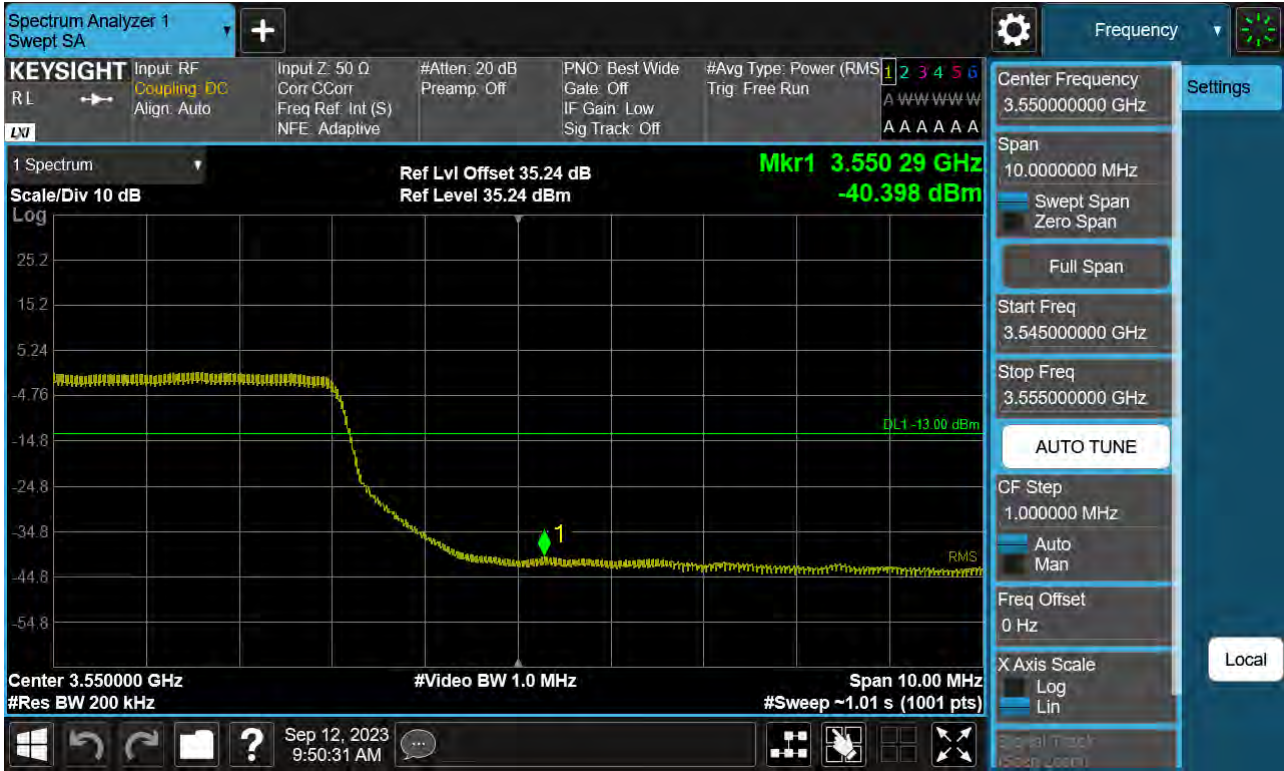 Spectrum Analyzer 1
Swept SA
Frequency
KEYSIGHT
RL
LXI
Input: RF
Coupling: DC
Align: Auto
Input Z: 50 Ω
Corr CCorr
Freq Ref: Int (S)
NFE: Adaptive
#Atten: 20 dB
Preamp: Off
PNO: Best Wide
Gate: Off
IF Gain: Low
Sig Track: Off
#Avg Type: Power (RMS
Trig: Free Run
1 2 3 4 5 6
A W W W W W
A A A A A A
1 Spectrum
Scale/Div 10 dB
Ref Lvl Offset 35.24 dB
Ref Level 35.24 dBm
Mkr1 3.550 29 GHz
-40.398 dBm
Log
25.2
15.2
5.24
-4.76
-14.8
-24.8
-34.8
-44.8
-54.8
DL1 -13.00 dBm
1
RMS
Center 3.550000 GHz
#Res BW 200 kHz
#Video BW 1.0 MHz
Span 10.00 MHz
#Sweep ~1.01 s (1001 pts)
Center Frequency
3.550000000 GHz
Settings
Span
10.0000000 MHz
Swept Span
Zero Span
Full Span
Start Freq
3.545000000 GHz
Stop Freq
3.555000000 GHz
AUTO TUNE
CF Step
1.000000 MHz
Auto
Man
Freq Offset
0 Hz
X Axis Scale
Log
Lin
Signal Track
(Span Zoom)
Local
?
Sep 12, 2023
9:50:31 AM